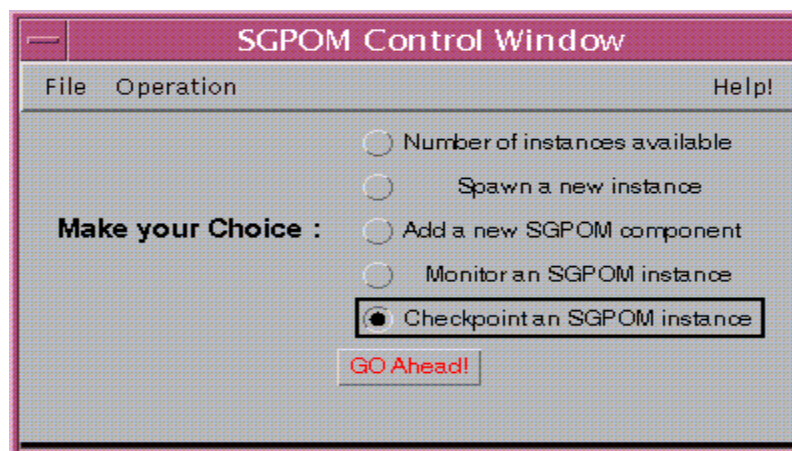 SGPOM Control Window
File Operation Help!
Number of instances available
Spawn a new instance
Make your Choice :
Add a new SGPOM component
Monitor an SGPOM instance
Checkpoint an SGPOM instance
GO Ahead!